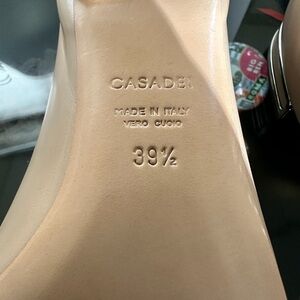 CASADEI
MADE IN ITALY
VERO CUOIO
39½